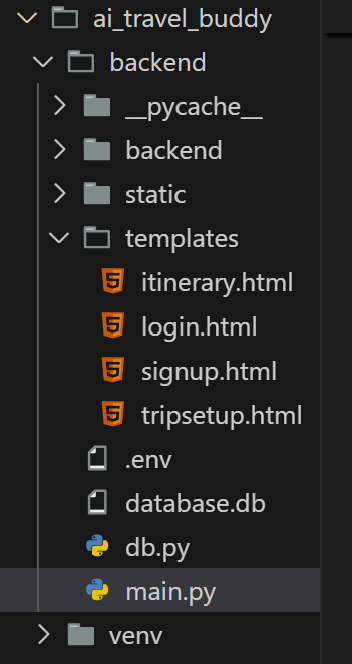 ai_travel_buddy
backend
__pycache__
backend
static
templates
itinerary.html
login.html
signup.html
tripsetup.html
.env
database.db
db.py
main.py
venv